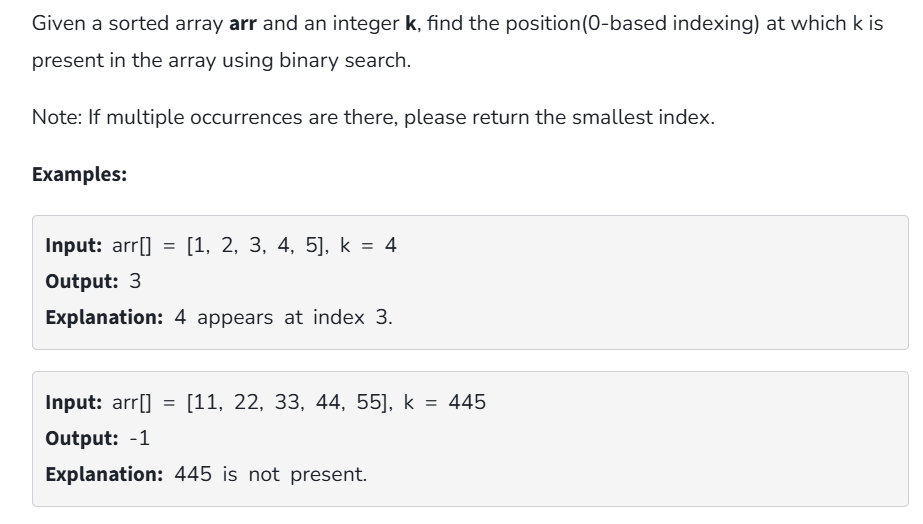 Given a sorted array arr and an integer k, find the position(0-based indexing) at which k is
present in the array using binary search.
Note: If multiple occurrences are there, please return the smallest index.
Examples:
Input: arr[] = [1, 2, 3, 4, 5], k = 4
Output: 3
Explanation: 4 appears at index 3.
Input: arr[] = [11, 22, 33, 44, 55], k = 445
Output: -1
Explanation: 445 is not present.